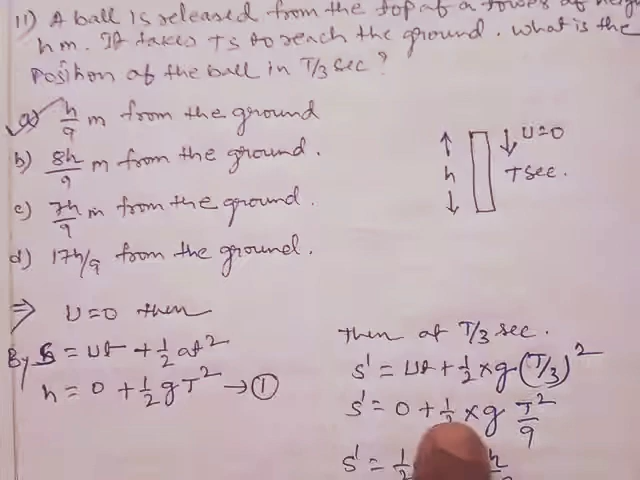 11) A ball is released from the top of a tower of heigh
h m. It takes T s to reach the ground. what is the
Position of the ball in T/3 sec?
a) h/9 m from the ground
b) 8h/9 m from the ground.
c) 7h/9 m from the ground.
d) 17h/9 from the ground.
U=0
h
T sec.
⇒ U=0 then
By S = ut + 1/2 at²
h = 0 + 1/2 gT² → ①
Then at T/3 sec.
S' = ut + 1/2 × g (T/3)²
S' = 0 + 1/2 × g T²/9
S' = 1/2